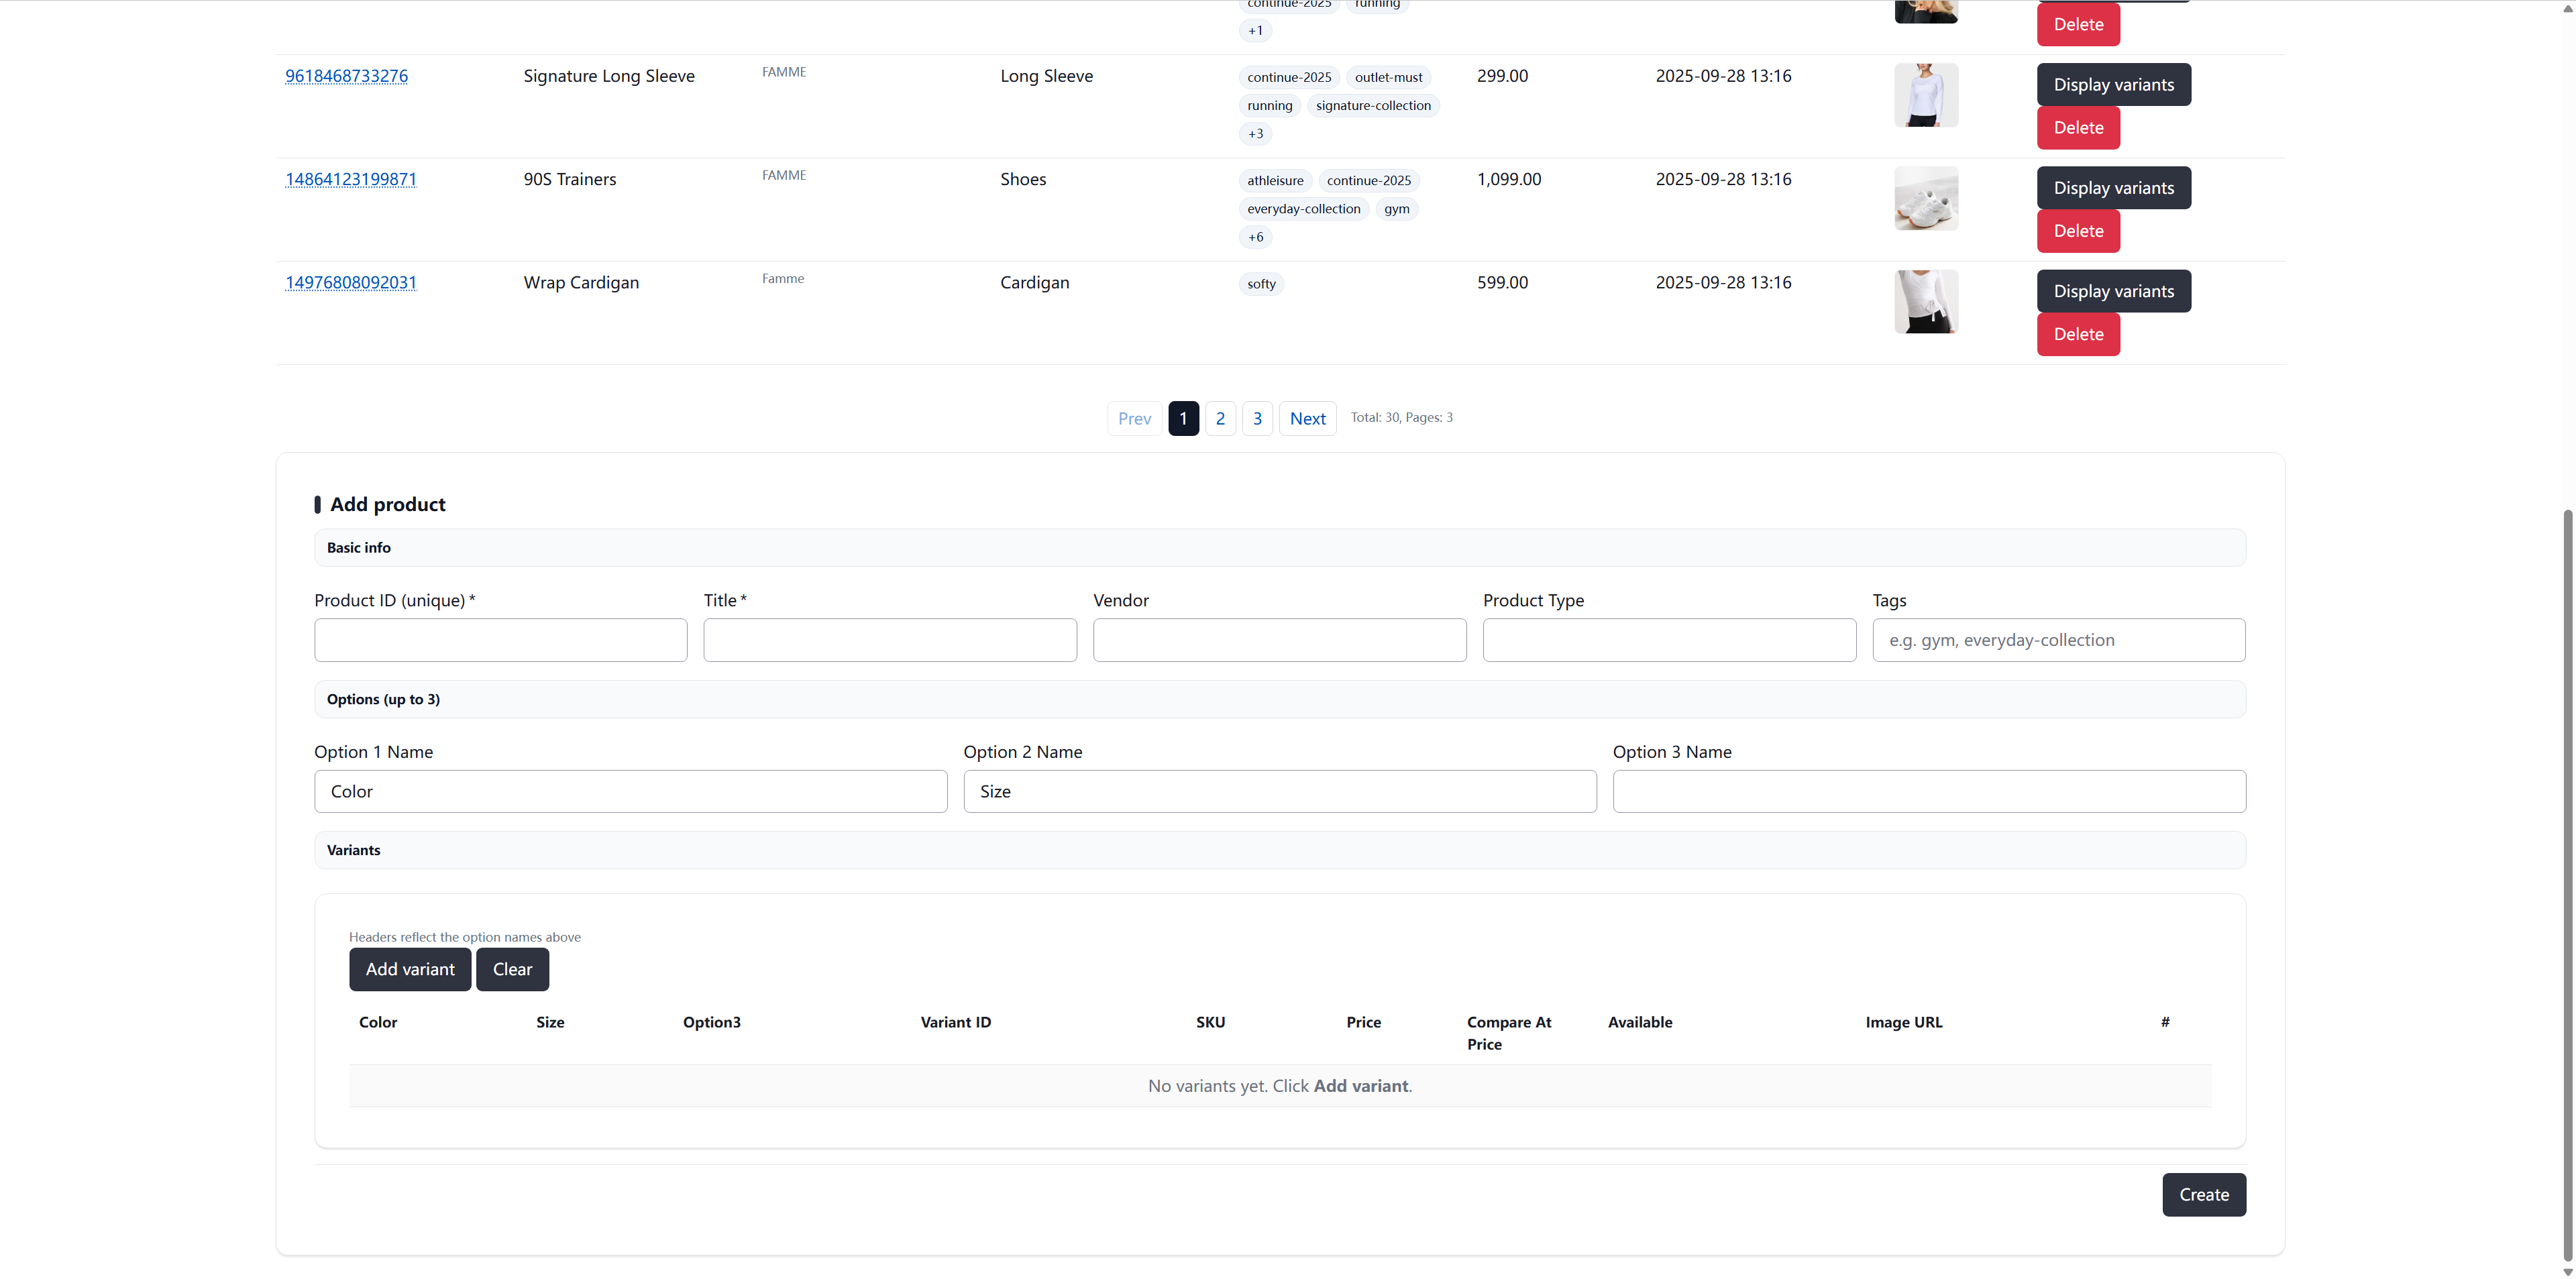 continue-2025 running
Delete
+1
9618468733276 Signature Long Sleeve FAMME Long Sleeve continue-2025 outlet-must 299.00 2025-09-28 13:16 Display variants
running signature-collection
Delete
+3
14864123199871 90S Trainers FAMME Shoes athleisure continue-2025 1,099.00 2025-09-28 13:16 Display variants
everyday-collection gym
Delete
+6
14976808092031 Wrap Cardigan Famme Cardigan softy 599.00 2025-09-28 13:16 Display variants
Delete
Prev 1 2 3 Next Total: 30, Pages: 3
Add product
Basic info
Product ID (unique) * Title * Vendor Product Type Tags
e.g. gym, everyday-collection
Options (up to 3)
Option 1 Name Option 2 Name Option 3 Name
Color Size
Variants
Headers reflect the option names above
Add variant Clear
Color Size Option3 Variant ID SKU Price Compare At Price Available Image URL #
No variants yet. Click Add variant.
Create